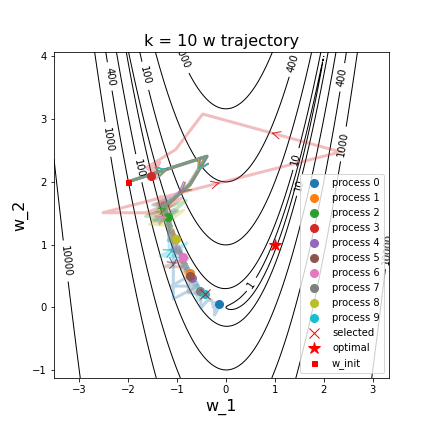 k = 10 w trajectory
4
3
2
1
0
−1
w_2
−3
−2
−1
0
1
2
3
w_1
400
100
400
400
1000
100
1000
10
10
1
10000
process 0
process 1
process 2
process 3
process 4
process 5
process 6
process 7
process 8
process 9
selected
optimal
w_init